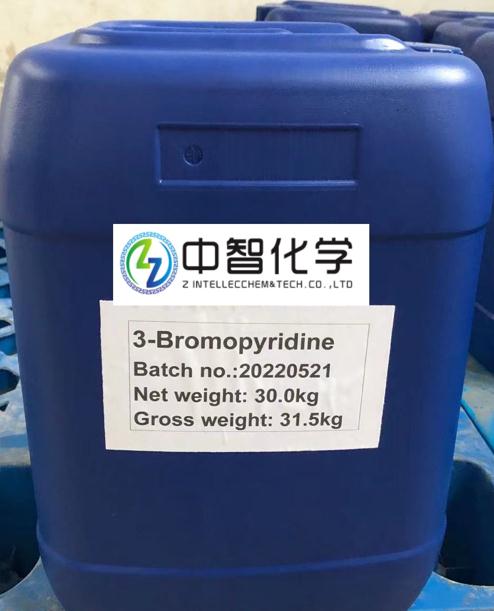 中智化学
Z INTELLECCHEM&TECH.CO.,LTD
3-Bromopyridine
Batch no.:20220521
Net weight: 30.0kg
Gross weight: 31.5kg